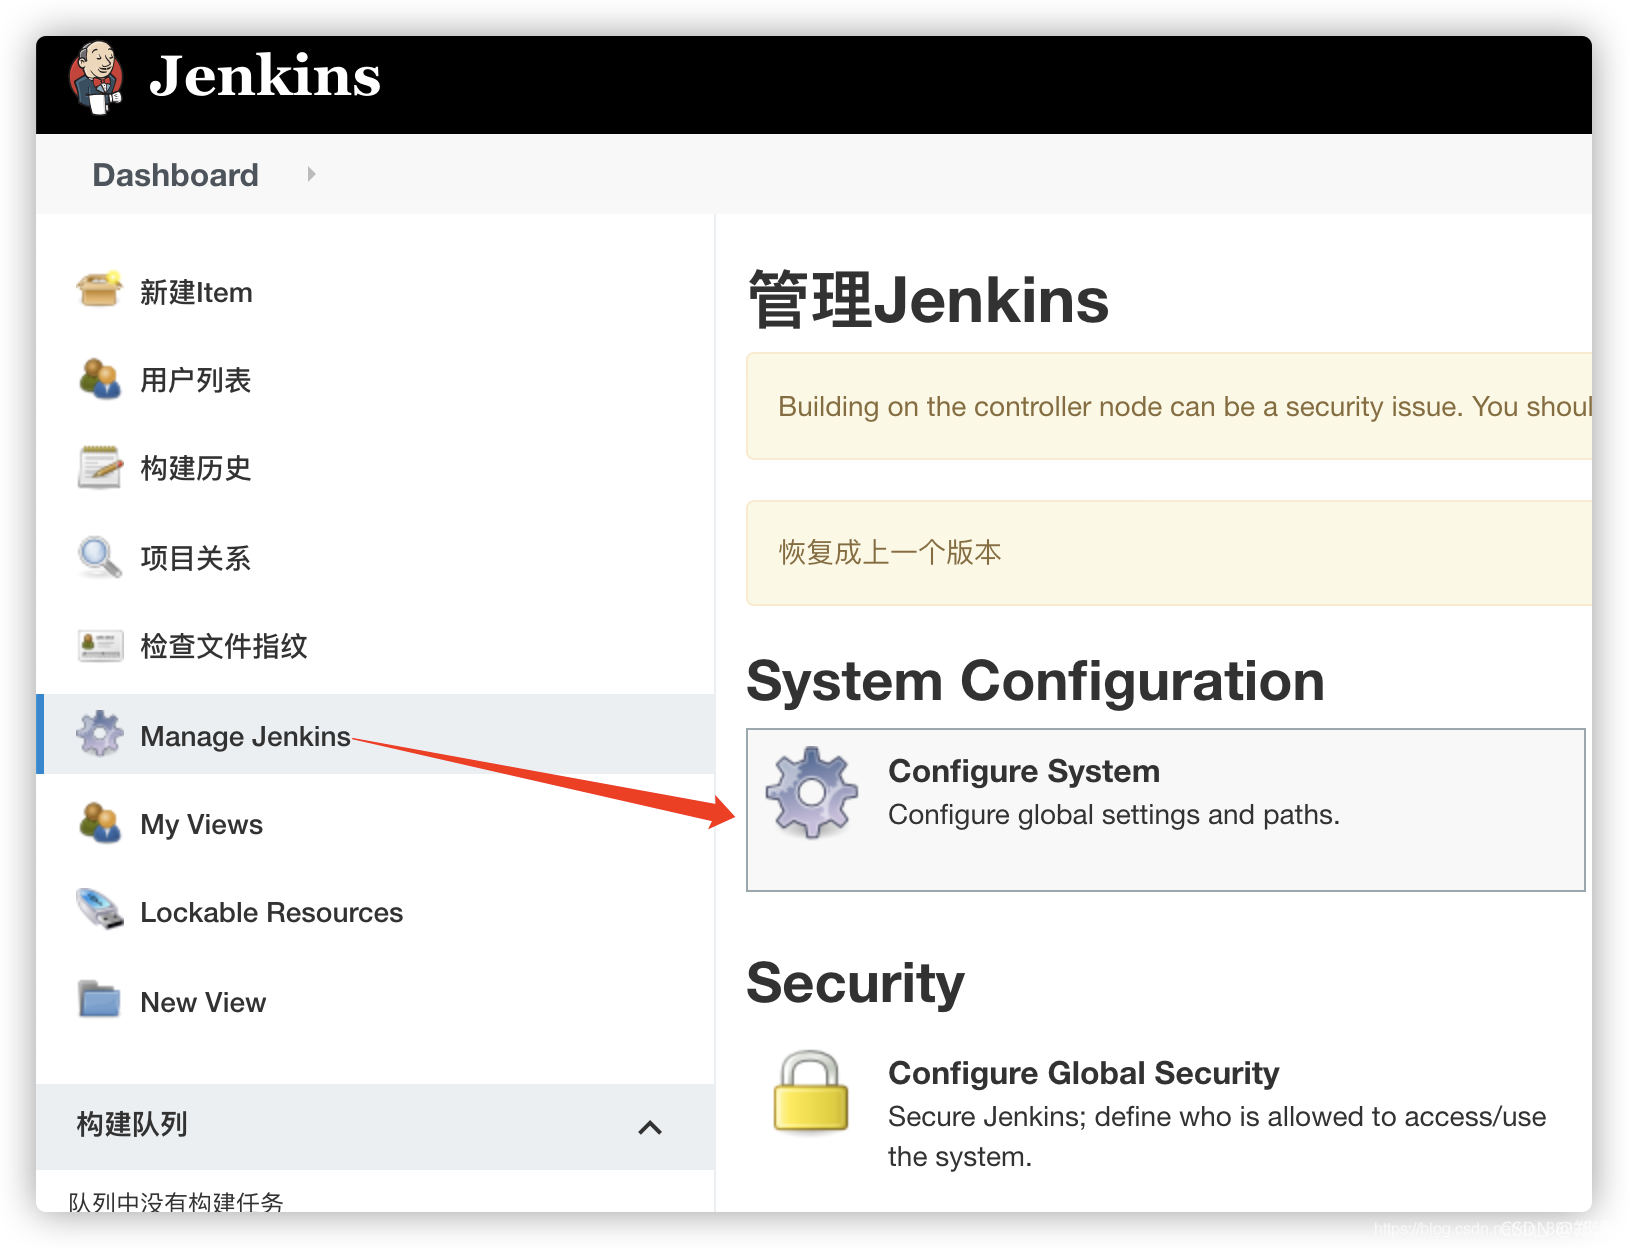 Jenkins
Dashboard
新建Item
用户列表
构建历史
项目关系
检查文件指纹
Manage Jenkins
My Views
Lockable Resources
New View
构建队列
队列中没有构建任务
管理Jenkins
Building on the controller node can be a security issue. You shoul
恢复成上一个版本
System Configuration
Configure System
Configure global settings and paths.
Security
Configure Global Security
Secure Jenkins; define who is allowed to access/use
the system.
https://blog.csdn.ne